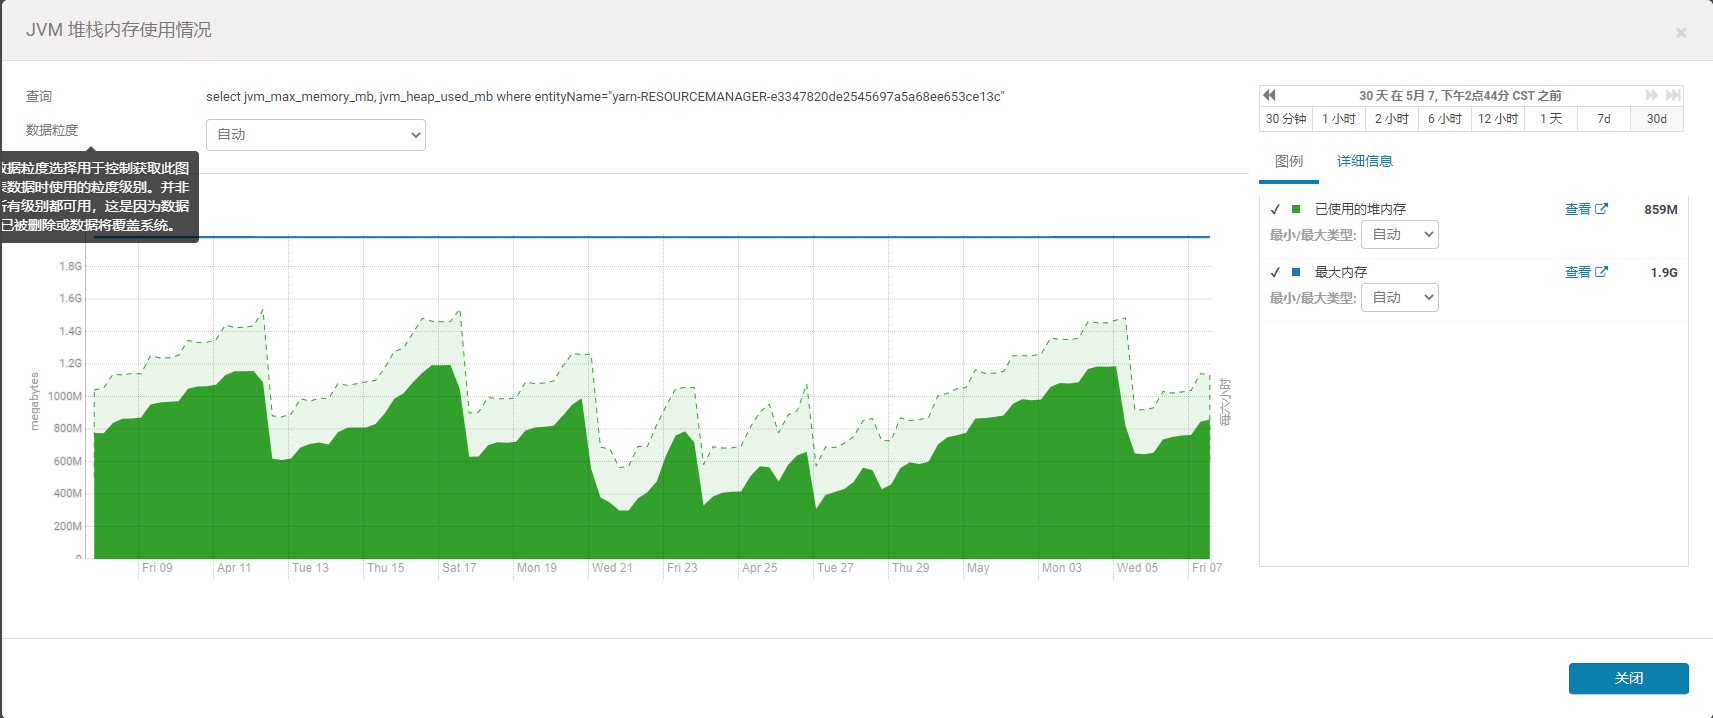 JVM 堆栈内存使用情况
×
查询
select jvm_max_memory_mb, jvm_heap_used_mb where entityName="yarn-RESOURCEMANAGER-e3347820de2545697a5a68ee653ce13c"
数据粒度
自动
据粒度选择用于控制获取此图
数据时使用的粒度级别。并非
有级别都可用，这是因为数据
已被删除或数据将覆盖系统。
30 天 在 5月 7, 下午2点44分 CST 之前
30 分钟 1 小时 2 小时 6 小时 12 小时 1 天 7d 30d
图例 详细信息
✓ 已使用的堆内存 查看 859M
最小/最大类型: 自动
✓ 最大内存 查看 1.9G
最小/最大类型: 自动
megabytes
1.8G
1.6G
1.4G
1.2G
1000M
800M
600M
400M
200M
0
Fri 09 Apr 11 Tue 13 Thu 15 Sat 17 Mon 19 Wed 21 Fri 23 Apr 25 Tue 27 Thu 29 May Mon 03 Wed 05 Fri 07
每六小时
关闭